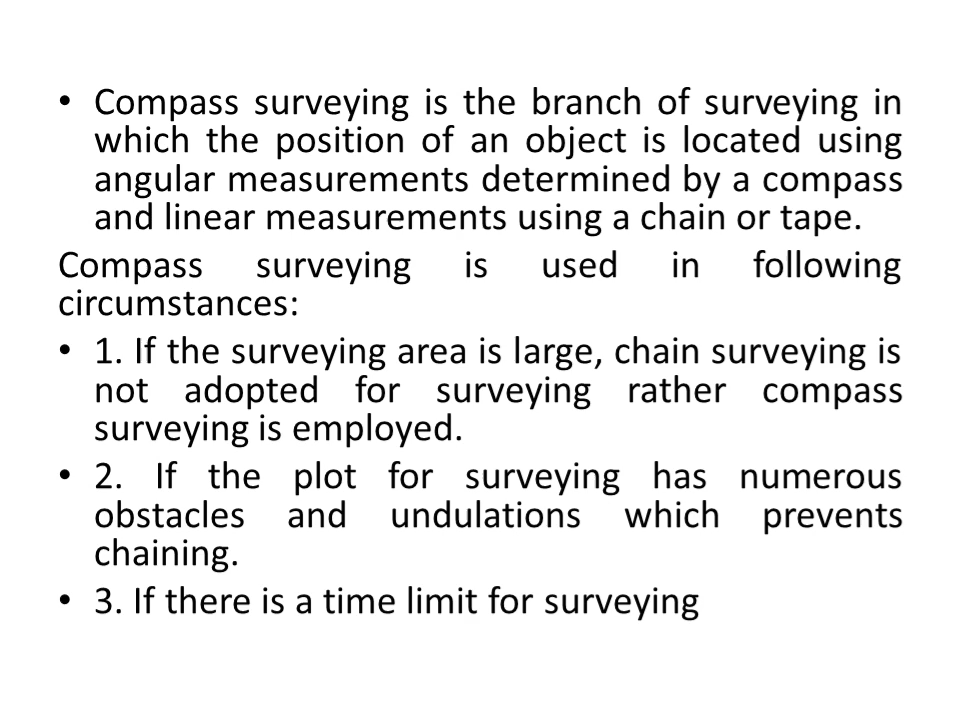 • Compass surveying is the branch of surveying in
which the position of an object is located using
angular measurements determined by a compass
and linear measurements using a chain or tape.
Compass surveying is used in following
circumstances:
• 1. If the surveying area is large, chain surveying is
not adopted for surveying rather compass
surveying is employed.
• 2. If the plot for surveying has numerous
obstacles and undulations which prevents
chaining.
• 3. If there is a time limit for surveying